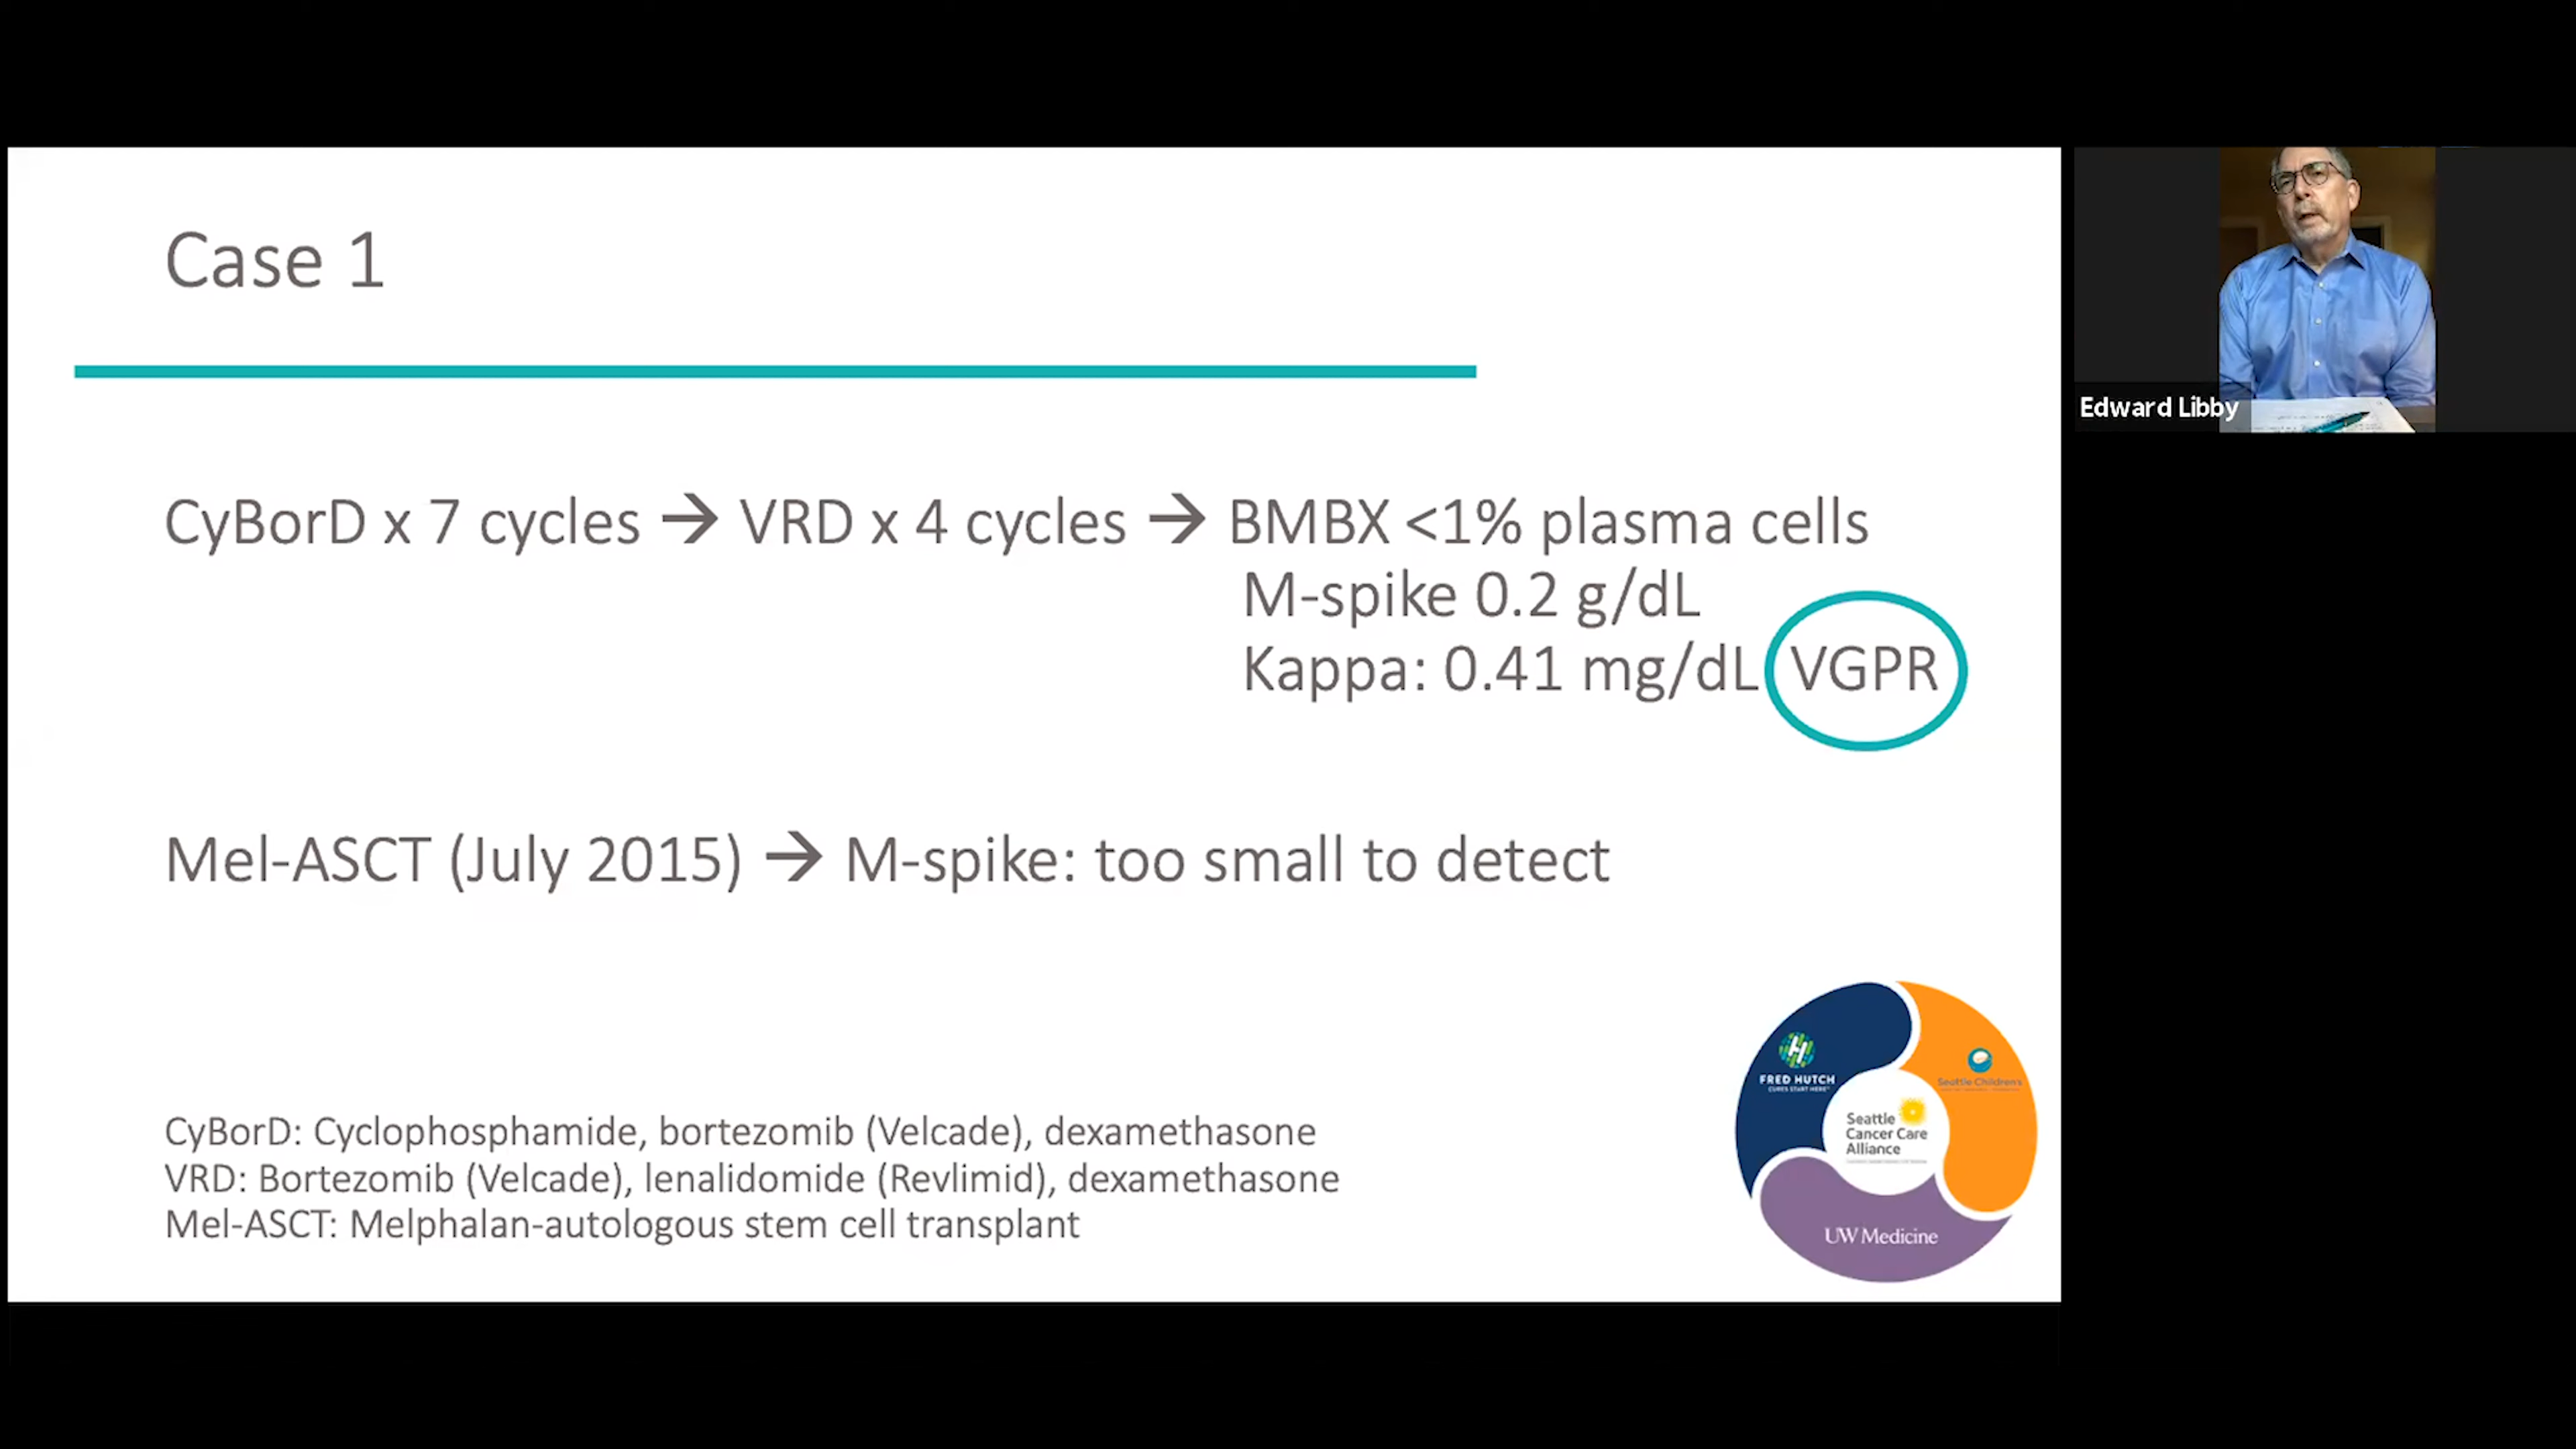 Case 1
CyBorD x 7 cycles → VRD x 4 cycles → BMBX <1% plasma cells
M-spike 0.2 g/dL
Kappa: 0.41 mg/dL VGPR
Mel-ASCT (July 2015) → M-spike: too small to detect
CyBorD: Cyclophosphamide, bortezomib (Velcade), dexamethasone
VRD: Bortezomib (Velcade), lenalidomide (Revlimid), dexamethasone
Mel-ASCT: Melphalan-autologous stem cell transplant
FRED HUTCH
CURES START HERE
Seattle Children's
Seattle
Cancer Care
Alliance
UW Medicine
Edward Libby